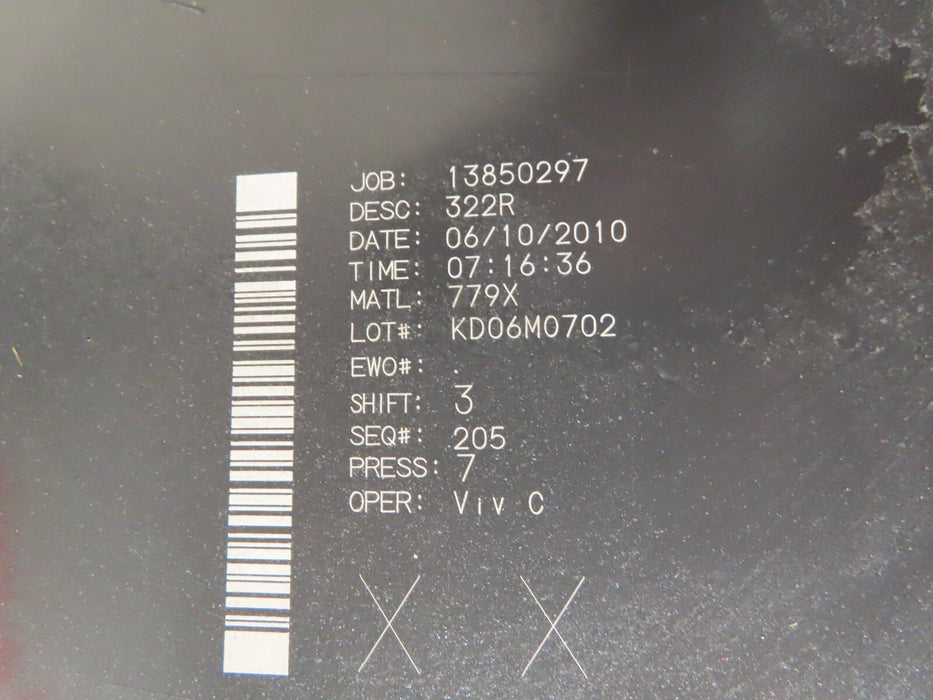 JOB: 13850297
DESC: 322R
DATE: 06/10/2010
TIME: 07:16:36
MATL: 779X
LOT#: KD06M0702
EWO#: .
SHIFT: 3
SEQ#: 205
PRESS: 7
OPER: Viv C
X X